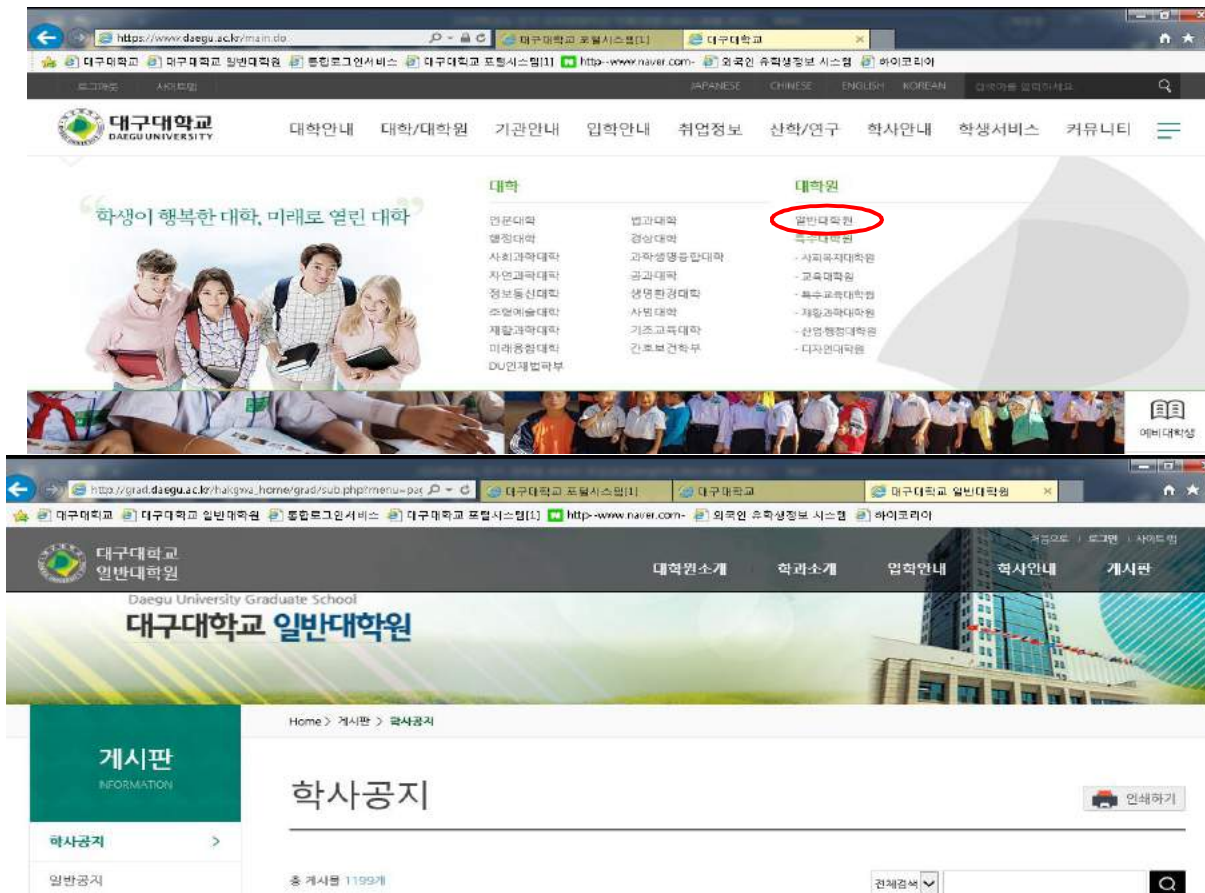 https://www.daegu.ac.kr/main.do
대구대학교 포털시스템[1]
대구대학교
대구대학교 대구대학교 일반대학원 통합로그인서비스 대구대학교 포털시스템[1] http--www.naver.com- 외국인 유학생정보 시스템 하이코리아
로그아웃 사이트맵 JAPANESE CHINESE ENGLISH KOREAN 검색어를 입력하세요
대구대학교
DAEGU UNIVERSITY
대학안내 대학/대학원 기관안내 입학안내 취업정보 산학/연구 학사안내 학생서비스 커뮤니티
학생이 행복한 대학, 미래로 열린 대학
대학 대학원
인문대학 법과대학 일반대학원
행정대학 경상대학 특수대학원
사회과학대학 과학생명융합대학 - 사회복지대학원
자연과학대학 공과대학 - 교육대학원
정보통신대학 생명환경대학 - 특수교육대학원
조형예술대학 사범대학 - 재활과학대학원
재활과학대학 기초교육대학 - 산업·행정대학원
미래융합대학 간호보건학부 - 디자인대학원
DU인재법학부
예비대학생
http://grad.daegu.ac.kr/hakgwa_home/grad/sub.php?menu=pag
대구대학교 포털시스템[1]
대구대학교
대구대학교 일반대학원
대구대학교 대구대학교 일반대학원 통합로그인서비스 대구대학교 포털시스템[1] http--www.naver.com- 외국인 유학생정보 시스템 하이코리아
처음으로 로그인 사이트맵
대구대학교
일반대학원
대학원소개 학과소개 입학안내 학사안내 게시판
Daegu University Graduate School
대구대학교 일반대학원
Home > 게시판 > 학사공지
게시판
INFORMATION
학사공지
인쇄하기
학사공지 >
일반공지
총 게시물 1199개
전체검색